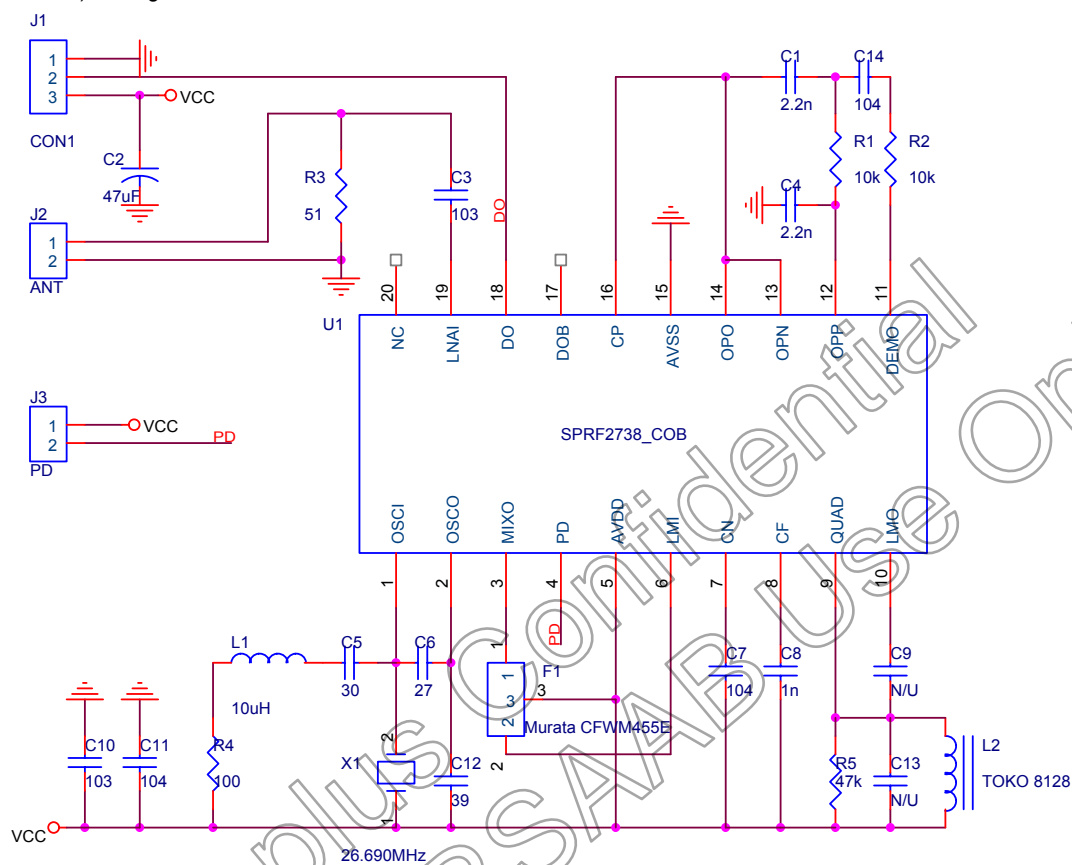 J1
1
2
3
VCC
CON1
C2
47uF
J2
1
2
ANT
R3
51
C3
103
DO
C1
2.2n
C14
104
R1
10k
R2
10k
C4
2.2n
20
19
18
17
16
15
14
13
12
11
U1
NC
LNAI
DO
DOB
CP
AVSS
OPO
OPN
OPP
DEMO
SPRF2738_COB
J3
1
2
VCC
PD
PD
OSCI
OSCO
MIXO
PD
AVDD
LMI
CN
CF
QUAD
LMO
1
2
3
4
5
6
7
8
9
10
PD
L1
10uH
C5
30
C6
27
1
F1
1
3
2
3
2
Murata CFWM455E
C7
104
C8
1n
C9
N/U
C10
103
C11
104
R4
100
X1
2
1
26.690MHz
C12
39
R5
47k
C13
N/U
L2
TOKO 8128
VCC
plus Confidential
Use